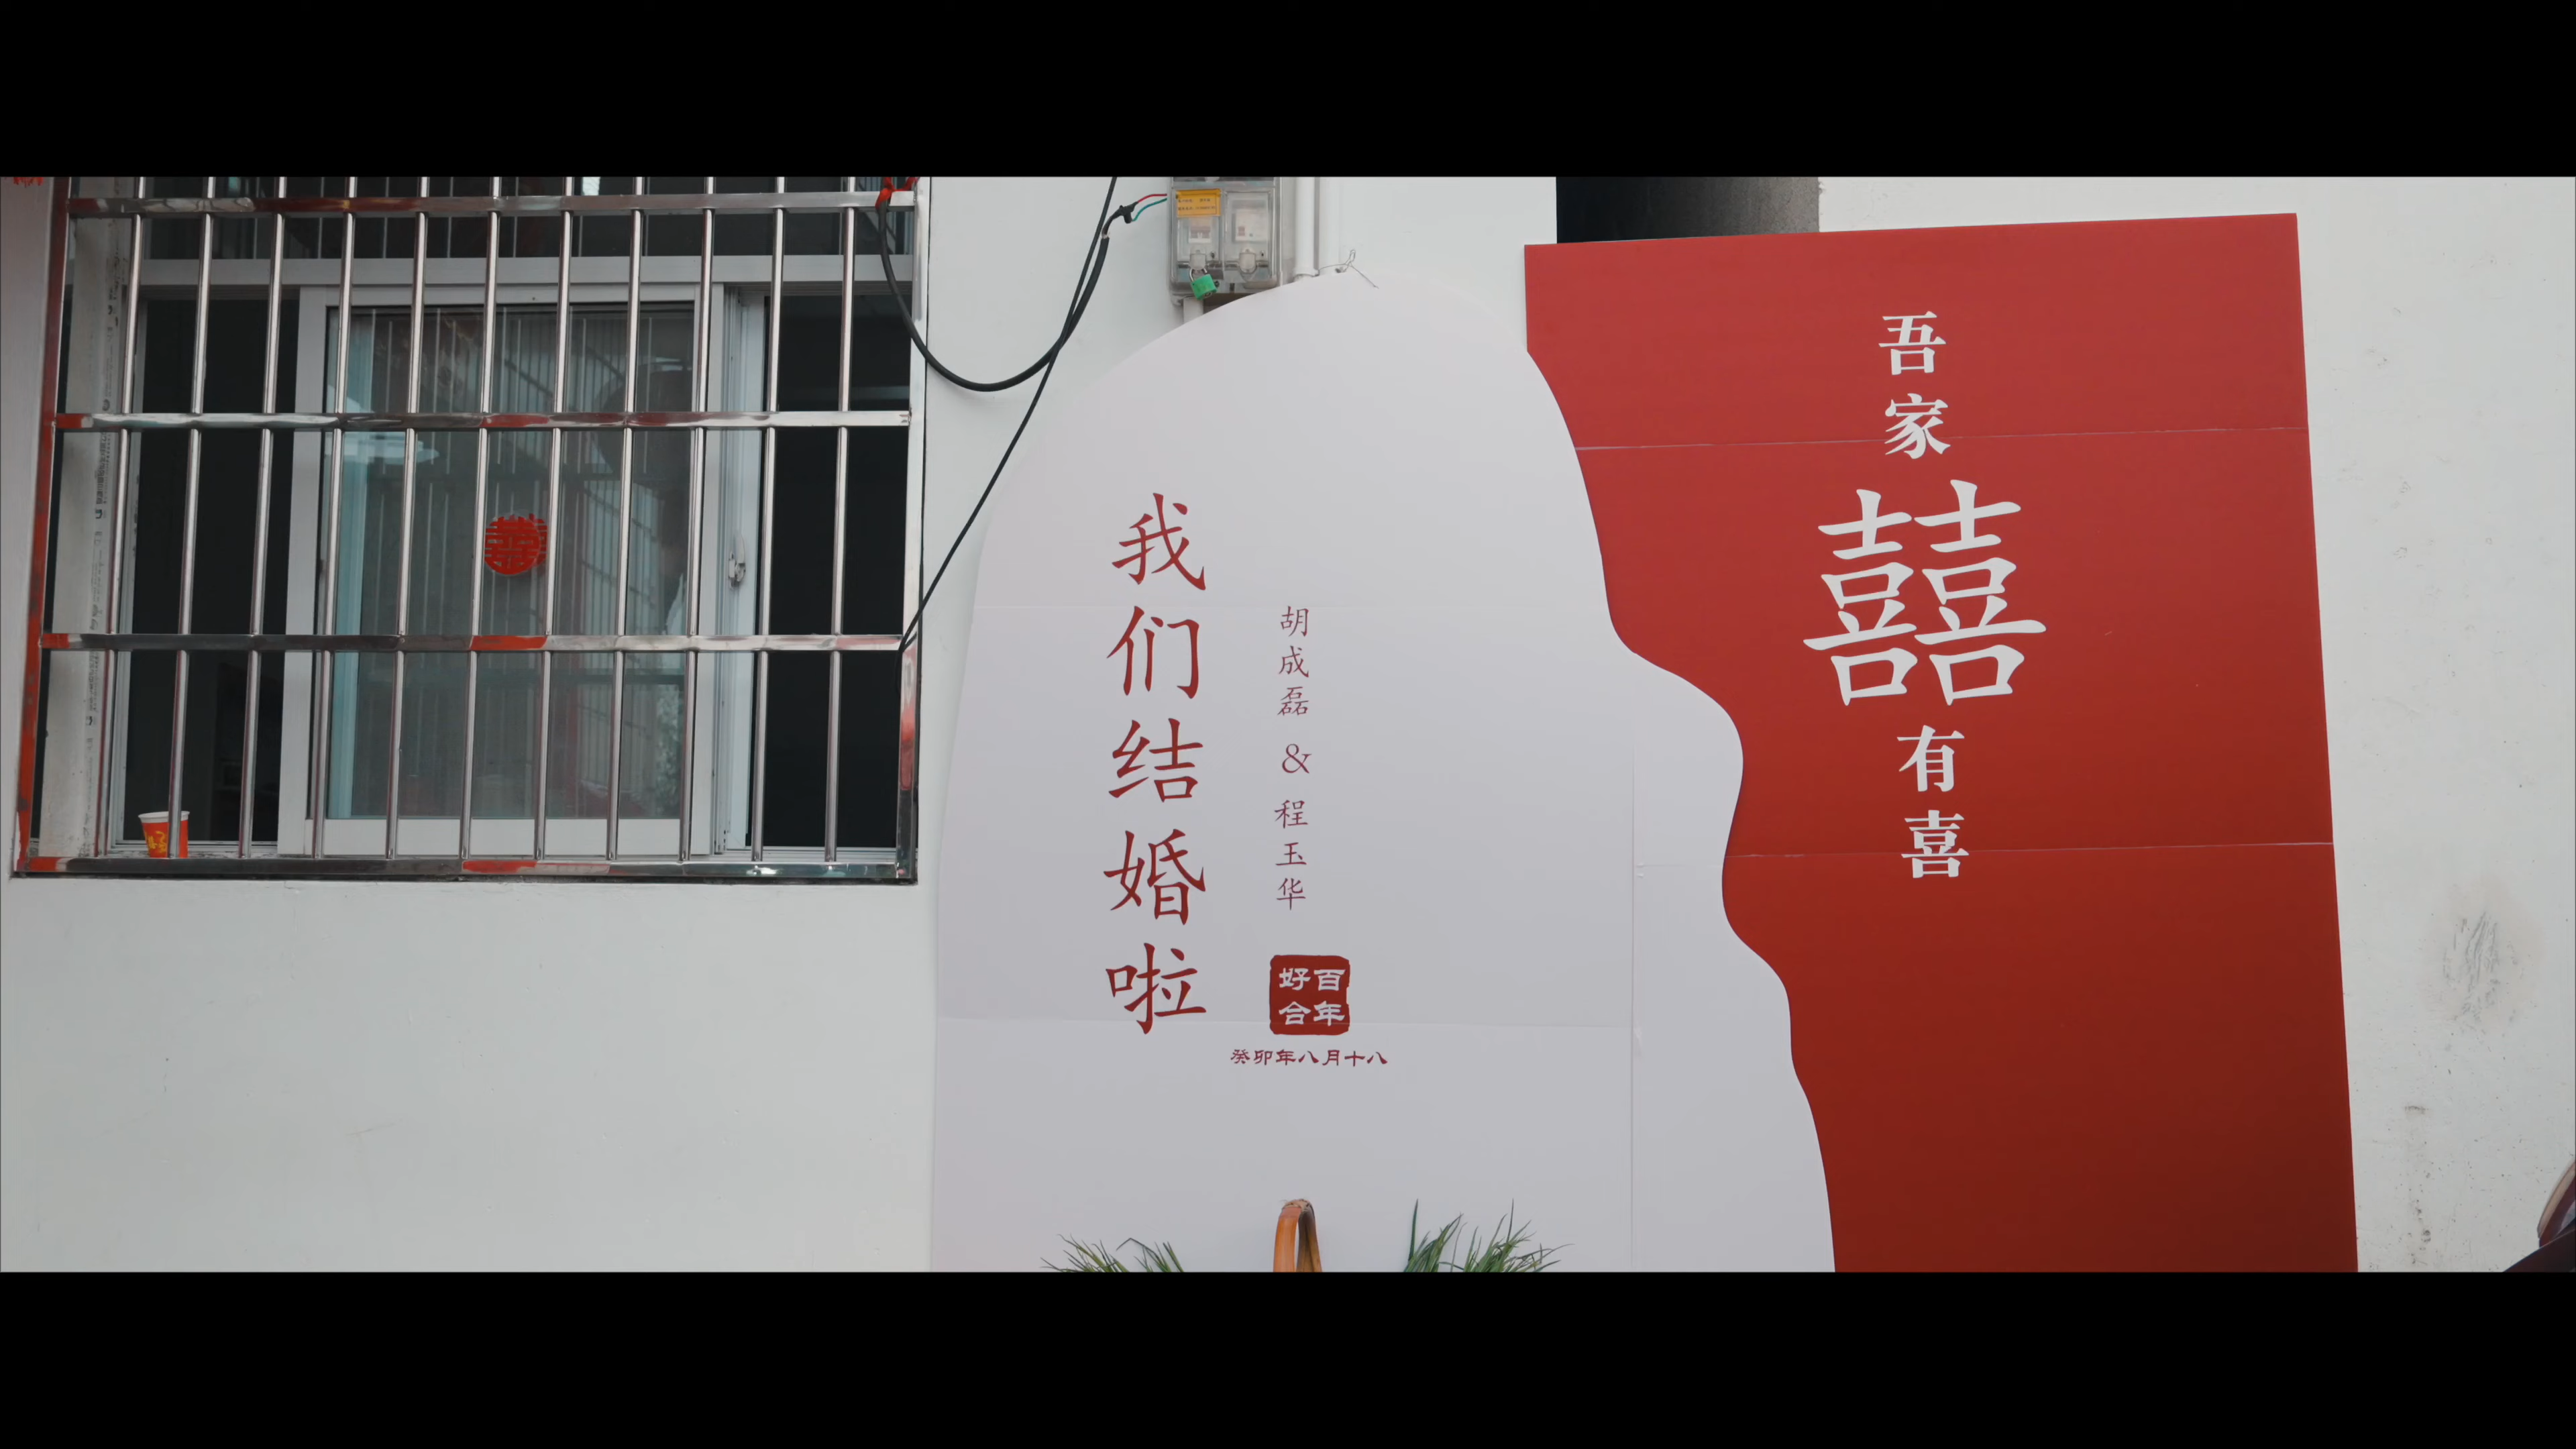 我们结婚啦
胡成磊 & 程玉华
百年好合
癸卯年八月十八
吾家
囍
有喜
囍